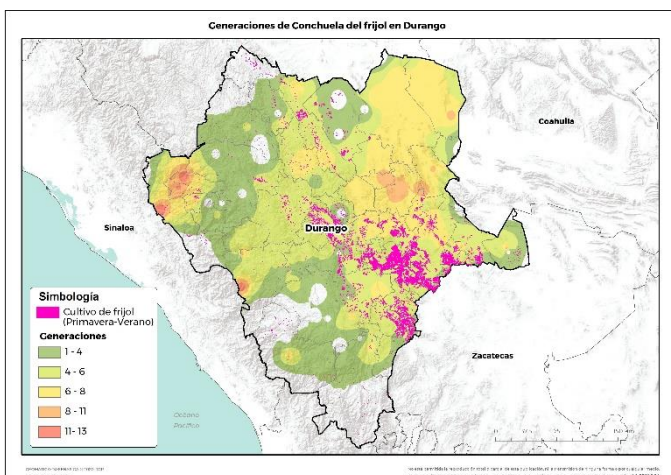 Generaciones de Conchuela del frijol en Durango
Coahuila
Sinaloa
Durango
Zacatecas
Océano
Pacífico
Simbología
Cultivo de frijol
(Primavera-Verano)
Generaciones
1 - 4
4 - 6
6 - 8
8 - 11
11 - 13